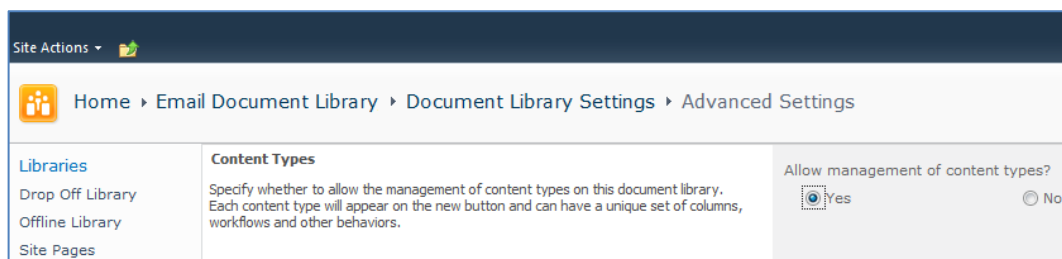 Site Actions
Home ▸ Email Document Library ▸ Document Library Settings ▸ Advanced Settings
Libraries
Drop Off Library
Offline Library
Site Pages
Content Types
Specify whether to allow the management of content types on this document library.
Each content type will appear on the new button and can have a unique set of columns,
workflows and other behaviors.
Allow management of content types?
Yes No